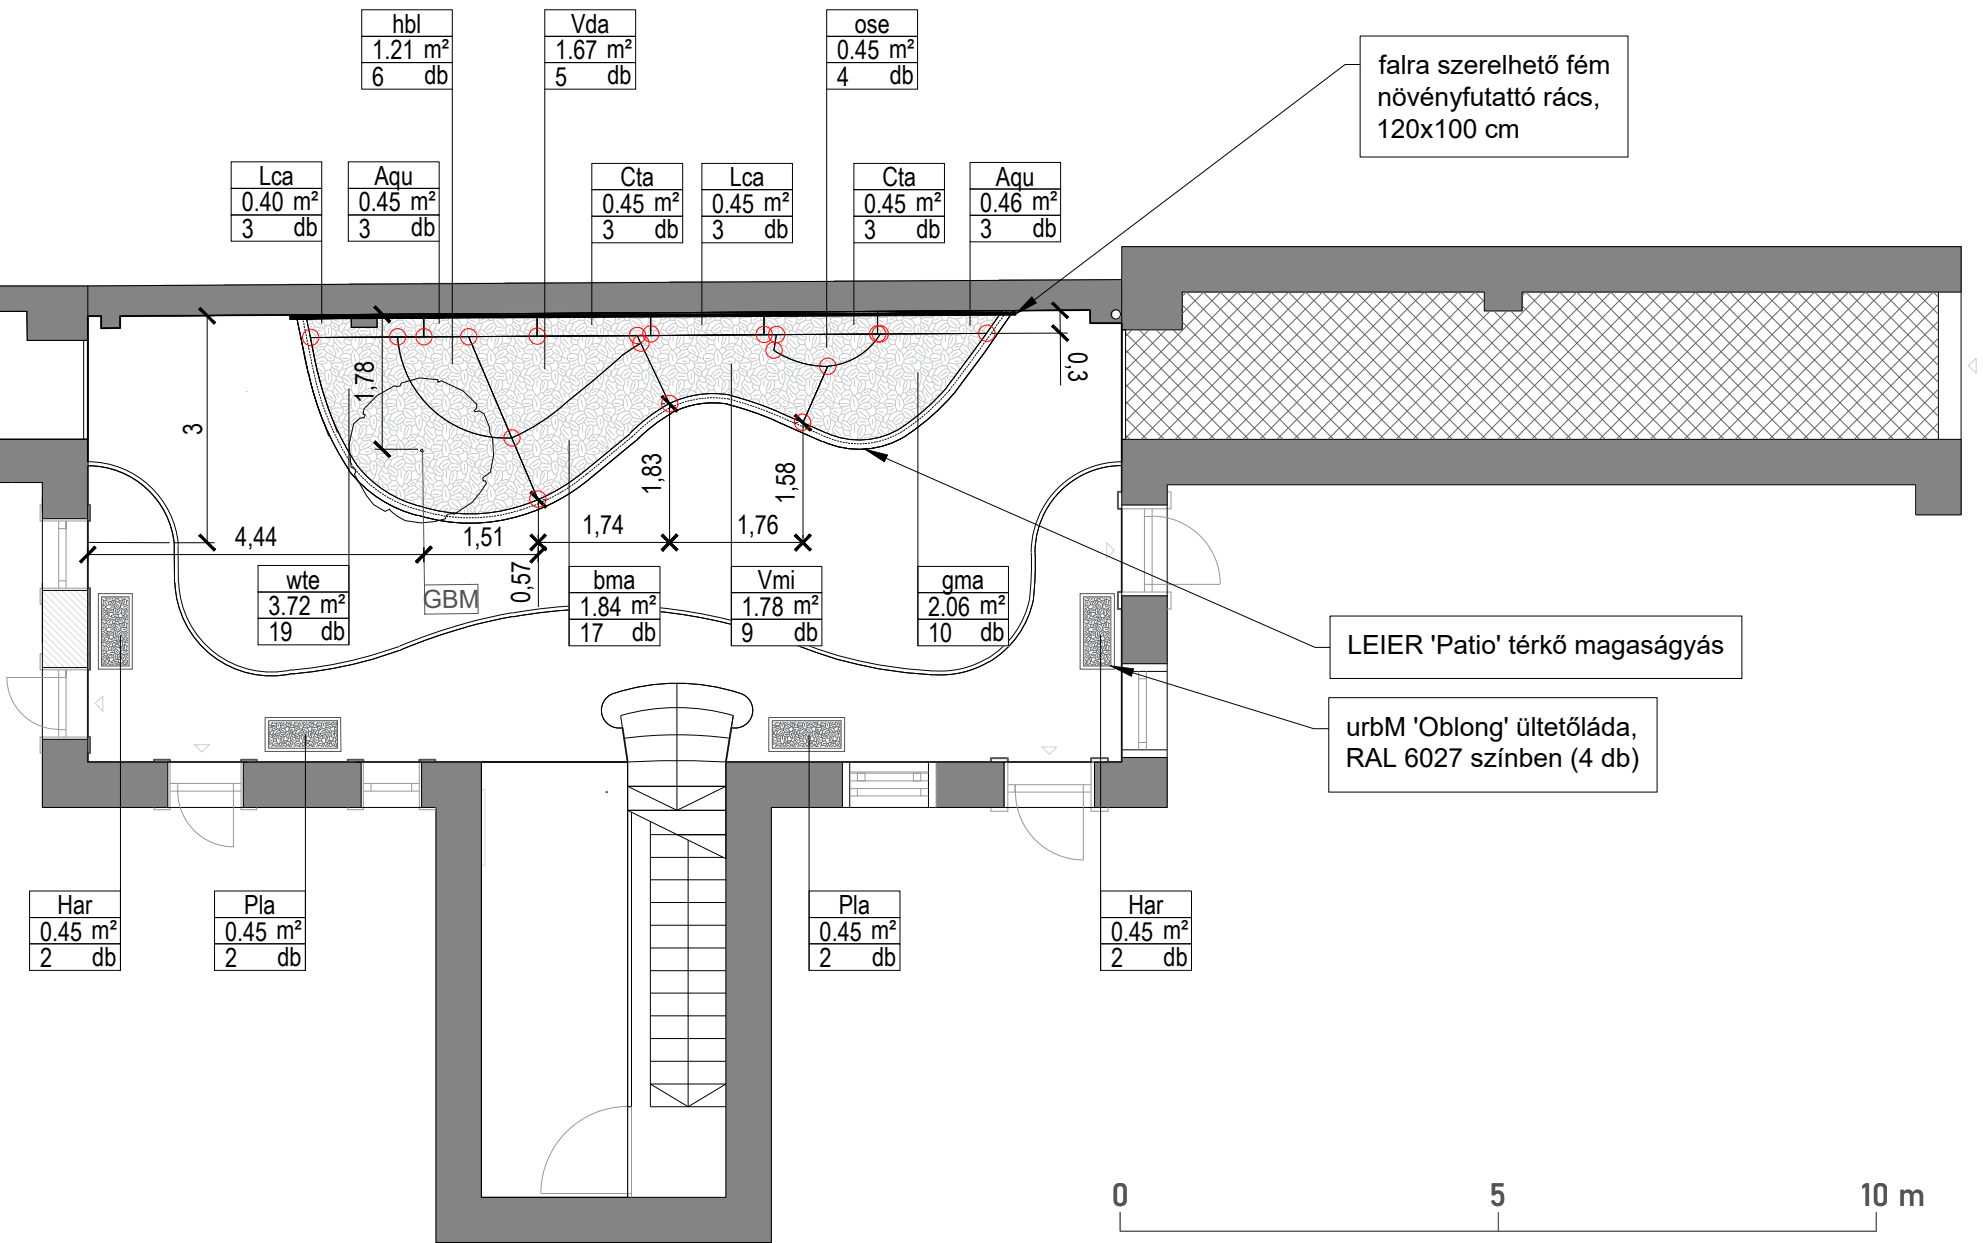 hbl
1.21 m²
6 db
Vda
1.67 m²
5 db
ose
0.45 m²
4 db
falra szerelhető fém
növényfutattó rács,
120x100 cm
Lca
0.40 m²
3 db
Aqu
0.45 m²
3 db
Cta
0.45 m²
3 db
Lca
0.45 m²
3 db
Cta
0.45 m²
3 db
Aqu
0.46 m²
3 db
1,78
0,3
3
1,83
1,58
4,44
1,51
1,74
1,76
0,57
GBM
wte
3.72 m²
19 db
bma
1.84 m²
17 db
Vmi
1.78 m²
9 db
gma
2.06 m²
10 db
LEIER 'Patio' térkő magaságyás
urbM 'Oblong' ültetőláda,
RAL 6027 színben (4 db)
Har
0.45 m²
2 db
Pla
0.45 m²
2 db
Pla
0.45 m²
2 db
Har
0.45 m²
2 db
0 5 10 m